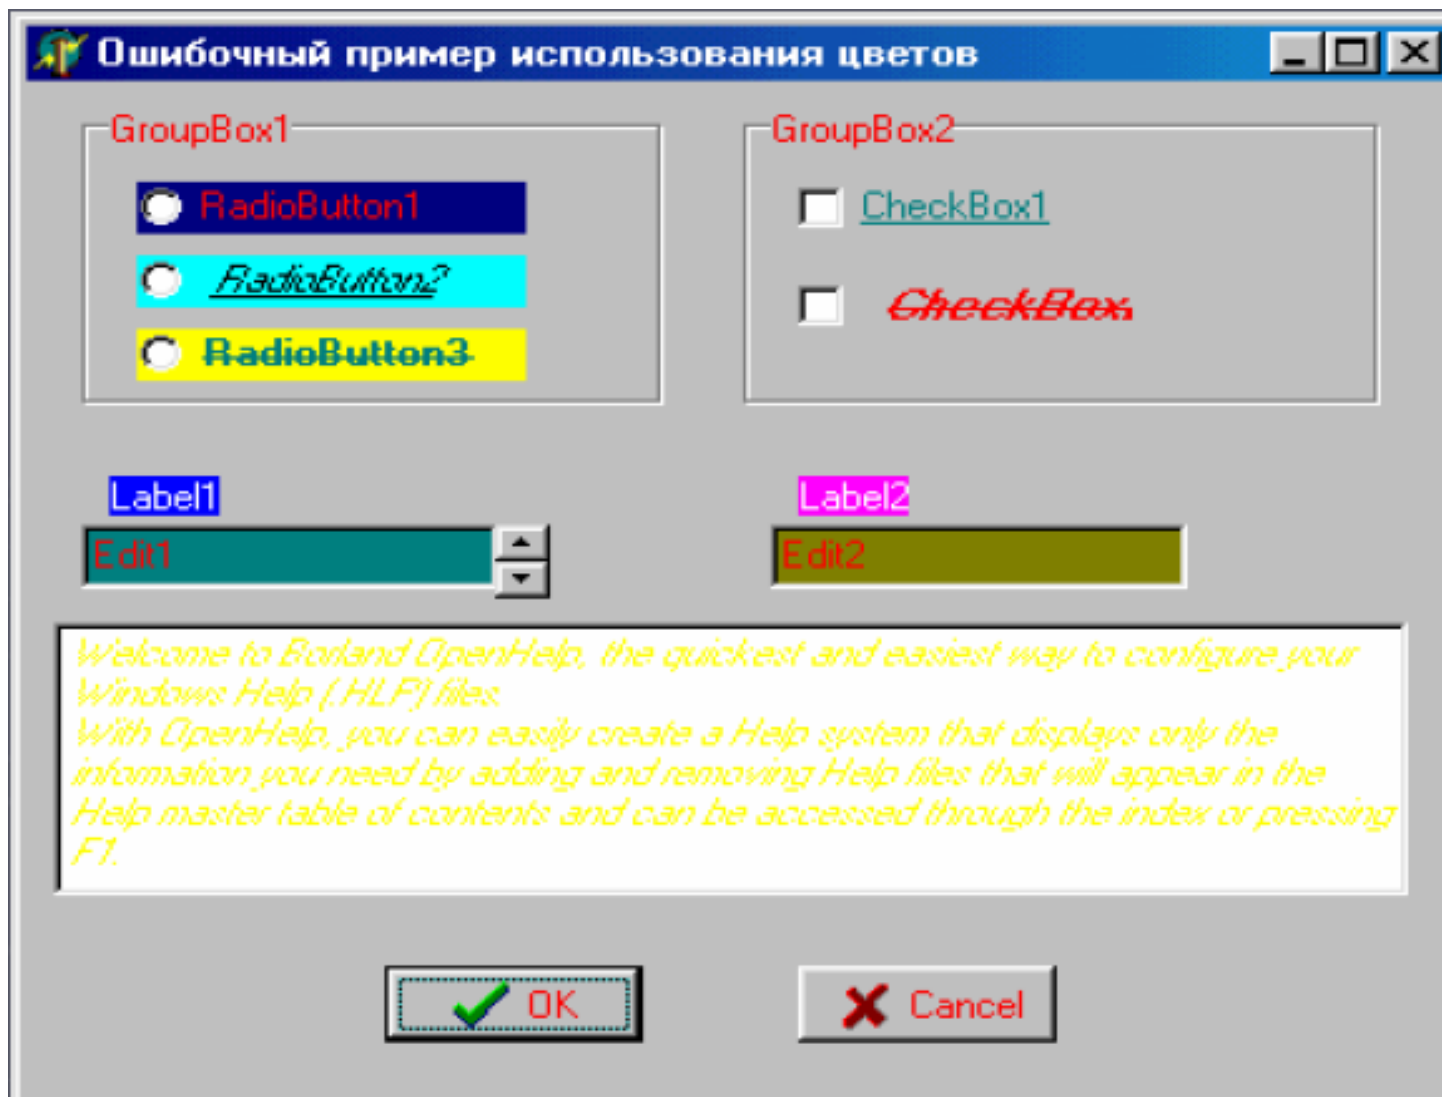 Ошибочный пример использования цветов
GroupBox1
GroupBox2
RadioButton1
RadioButton2
RadioButton3
CheckBox1
CheckBox
Label1
Label2
Edit1
Edit2
Welcome to Borland OpenHelp, the quickest and easiest way to configure your
Windows Help (.HLP) files.
With OpenHelp, you can easily create a Help system that displays only the
information you need by adding and removing Help files that will appear in the
Help master table of contents and can be accessed through the index or pressing
F1.
OK
Cancel